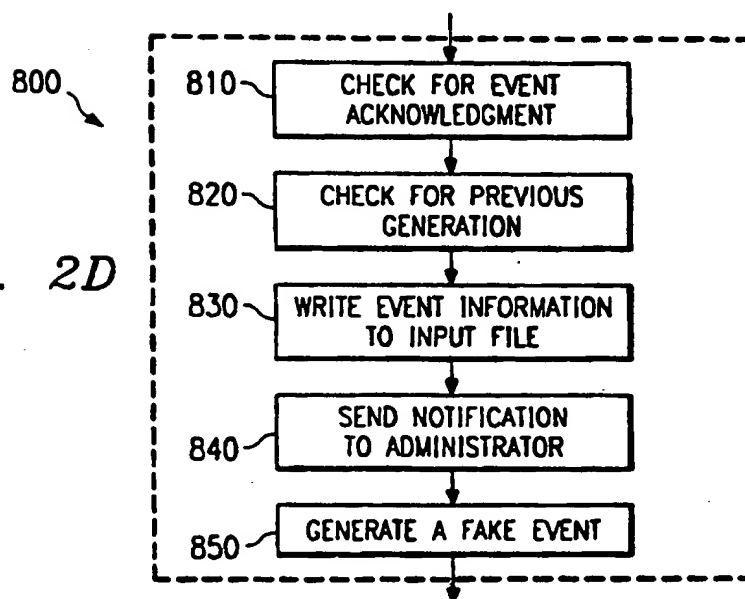 800
810
CHECK FOR EVENT
ACKNOWLEDGMENT
820
CHECK FOR PREVIOUS
GENERATION
. 2D
830
WRITE EVENT INFORMATION
TO INPUT FILE
840
SEND NOTIFICATION
TO ADMINISTRATOR
850
GENERATE A FAKE EVENT